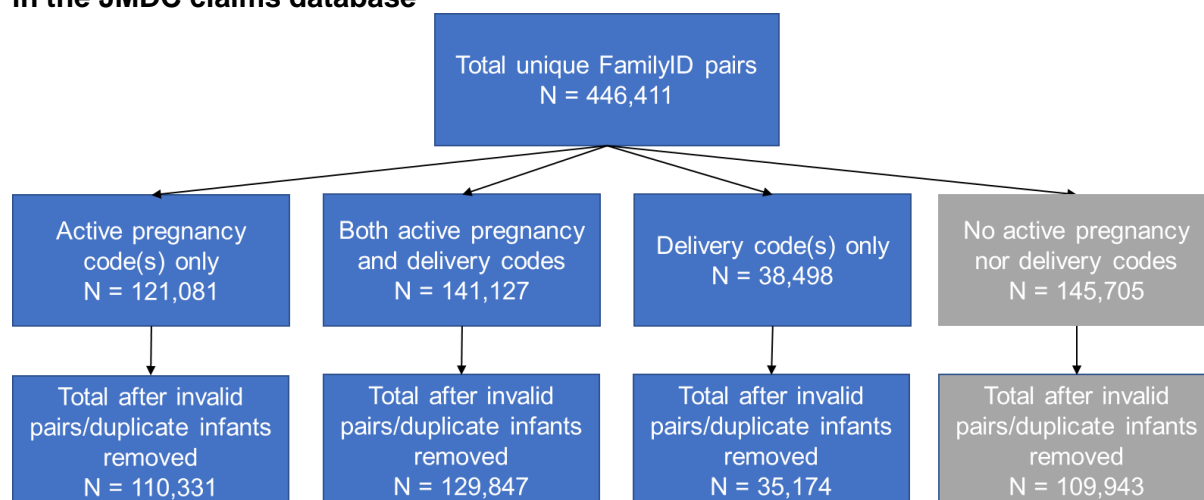 in the JMDC claims database
Total unique FamilyID pairs
N = 446,411
Active pregnancy
code(s) only
N = 121,081
Both active pregnancy
and delivery codes
N = 141,127
Delivery code(s) only
N = 38,498
No active pregnancy
nor delivery codes
N = 145,705
Total after invalid
pairs/duplicate infants
removed
N = 110,331
Total after invalid
pairs/duplicate infants
removed
N = 129,847
Total after invalid
pairs/duplicate infants
removed
N = 35,174
Total after invalid
pairs/duplicate infants
removed
N = 109,943